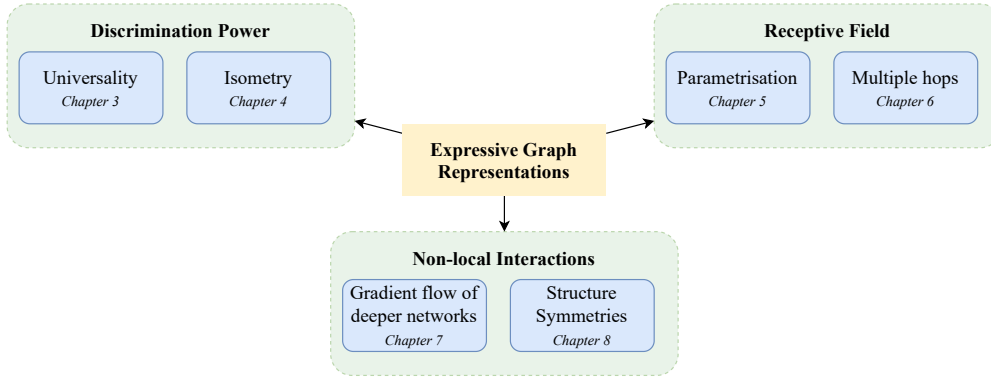 Discrimination Power
Universality
Chapter 3
Isometry
Chapter 4
Receptive Field
Parametrisation
Chapter 5
Multiple hops
Chapter 6
Expressive Graph
Representations
Non-local Interactions
Gradient flow of
deeper networks
Chapter 7
Structure
Symmetries
Chapter 8